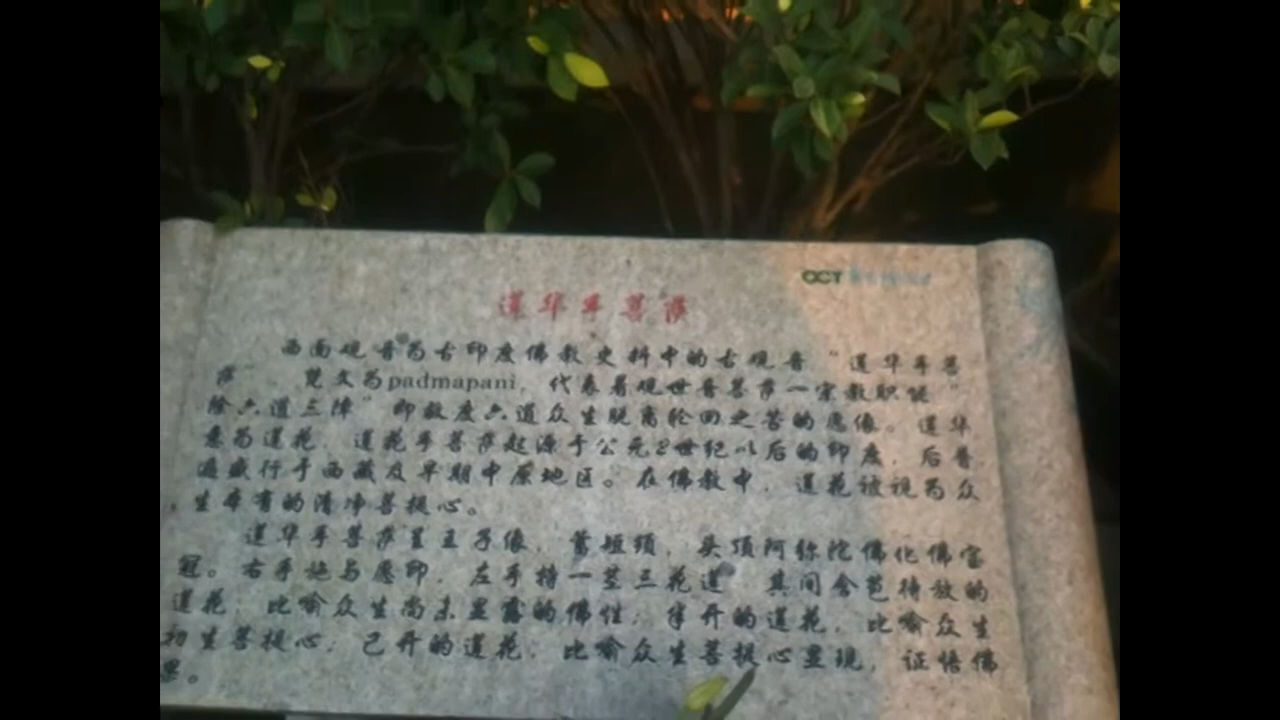 OCT
莲华手菩萨
西面观音为古印度佛教史料中的古观音“莲华手菩
萨” 梵文为padmapani，代表着观世音菩萨一宗教职能“
除六道三障”即救度六道众生脱离轮回之苦的愿像。莲华
意为莲花，莲花手菩萨起源于公元2世纪以后的印度，后普
遍盛行于西藏及早期中原地区。在佛教中，莲花被视为众
生本有的清净菩提心。
莲华手菩萨呈王子像，蓄短须，头顶阿弥陀佛化佛宝
冠。右手施与愿印，左手持一茎三花莲 其间含苞待放的
莲花，比喻众生尚未显露的佛性；半开的莲花，比喻众生
初生菩提心；已开的莲花，比喻众生菩提心显现，证悟佛
果。